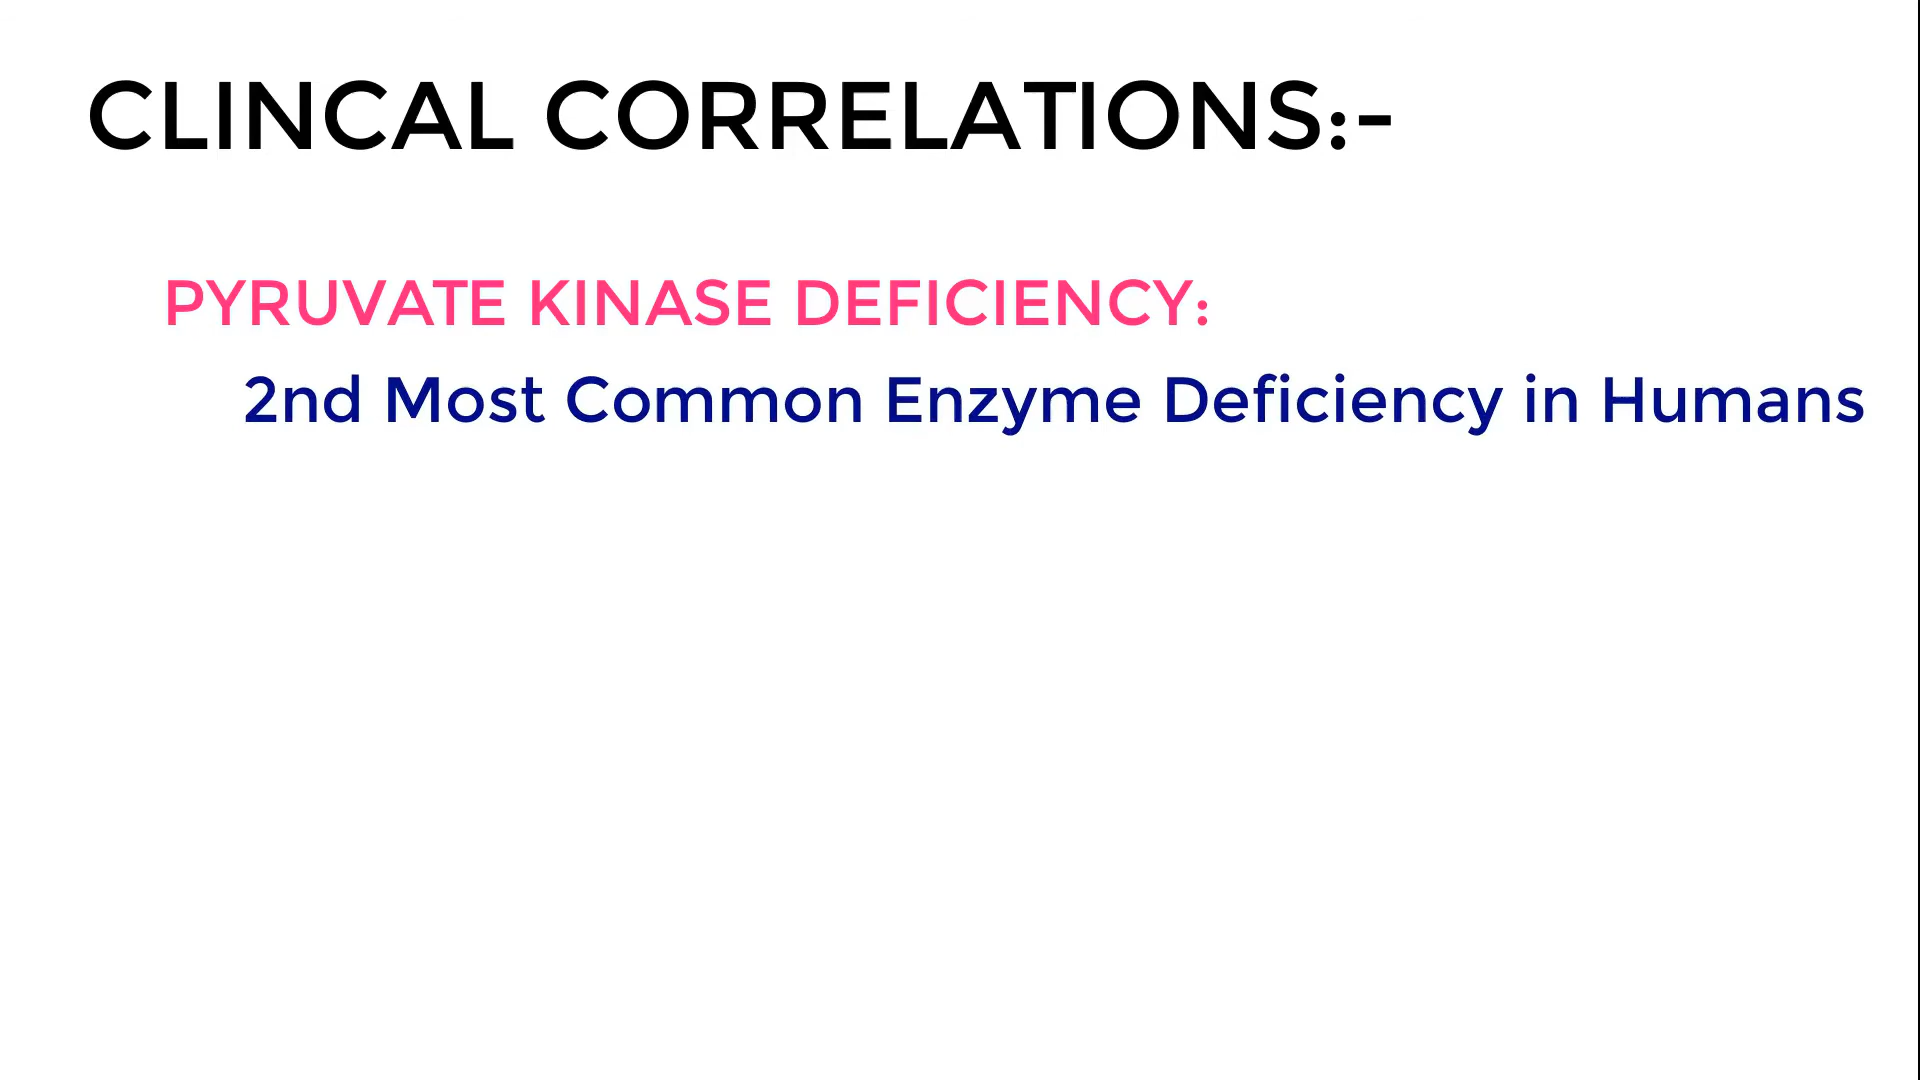 CLINCAL CORRELATIONS:-
PYRUVATE KINASE DEFICIENCY:
2nd Most Common Enzyme Deficiency in Humans